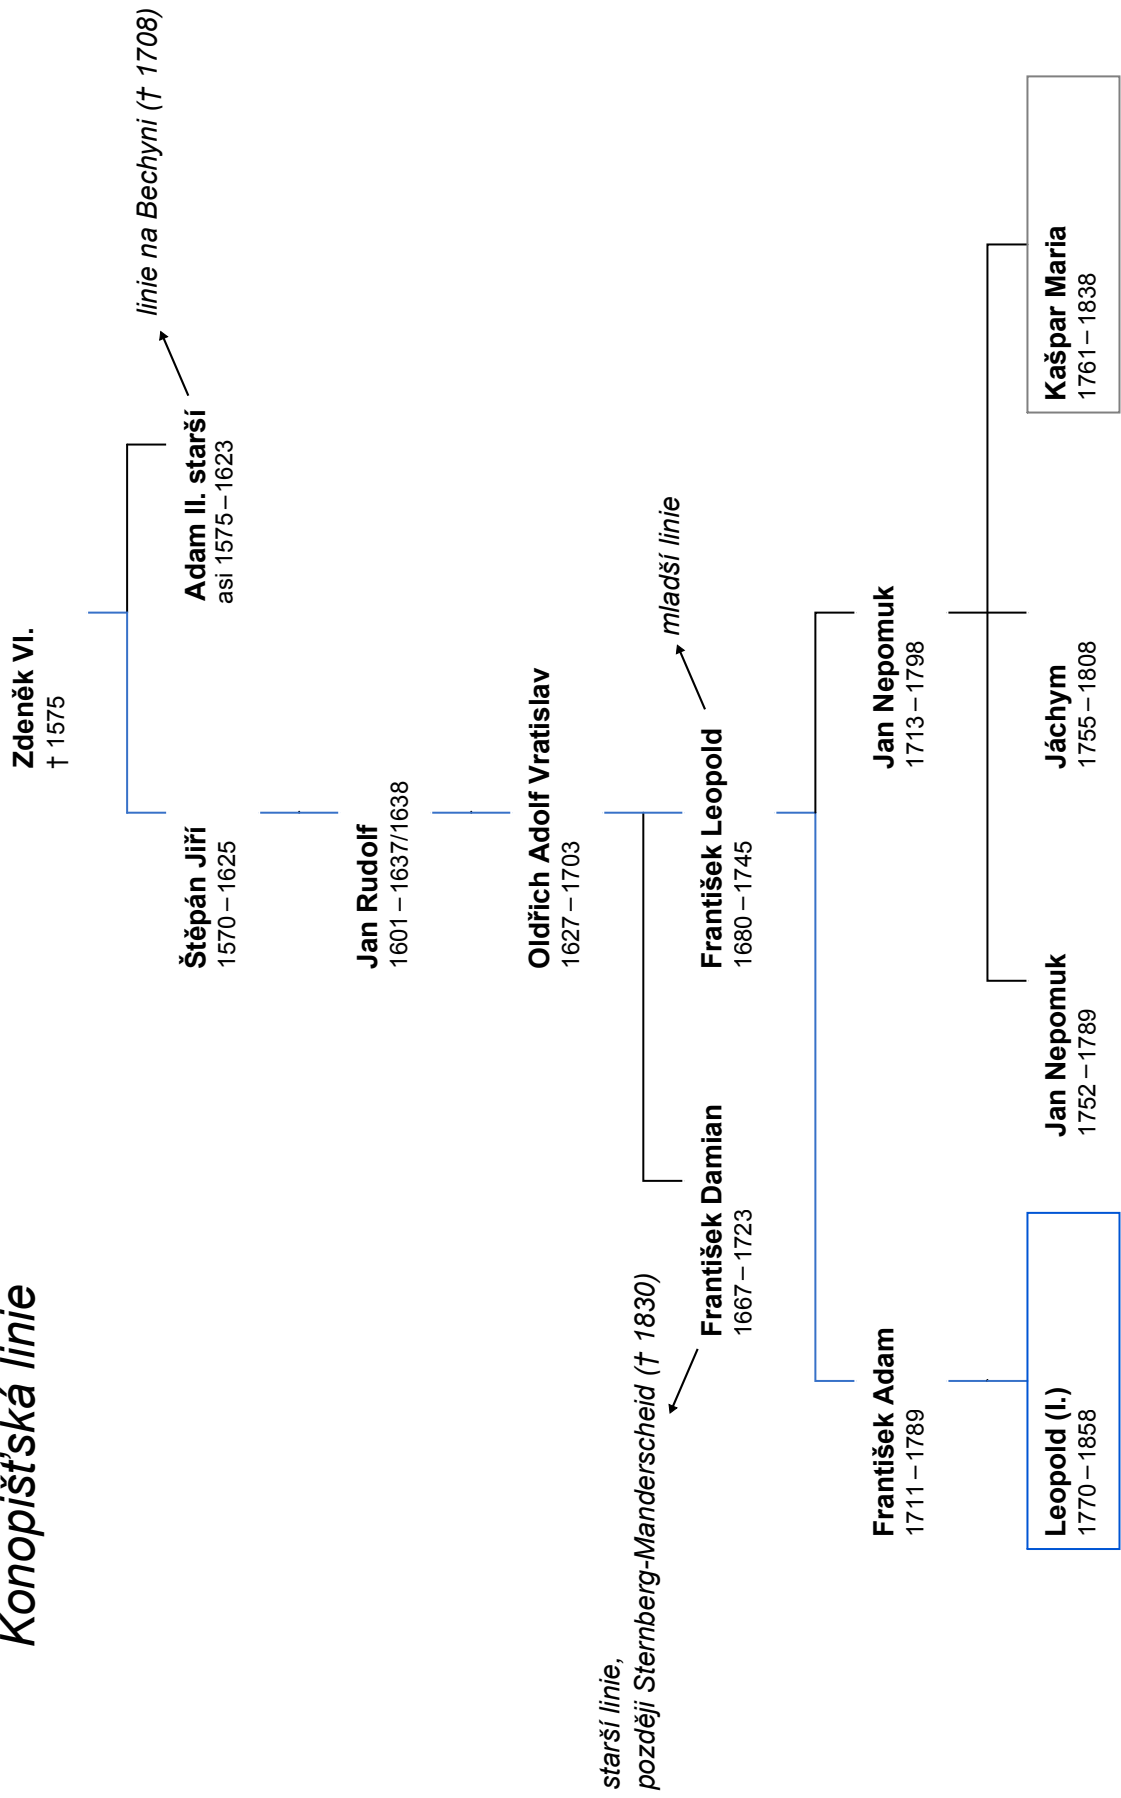 Konopišťská linie
Zdeněk VI.
† 1575
Štěpán Jiří
1570 – 1625
Adam II. starší
asi 1575 – 1623
linie na Bechyni († 1708)
Jan Rudolf
1601 – 1637/1638
Oldřich Adolf Vratislav
1627 – 1703
starší linie,
později Sternberg-Manderscheid († 1830)
František Damian
1667 – 1723
František Leopold
1680 – 1745
mladší linie
František Adam
1711 – 1789
Jan Nepomuk
1713 – 1798
Leopold (I.)
1770 – 1858
Jan Nepomuk
1752 – 1789
Jáchym
1755 – 1808
Kašpar Maria
1761 – 1838